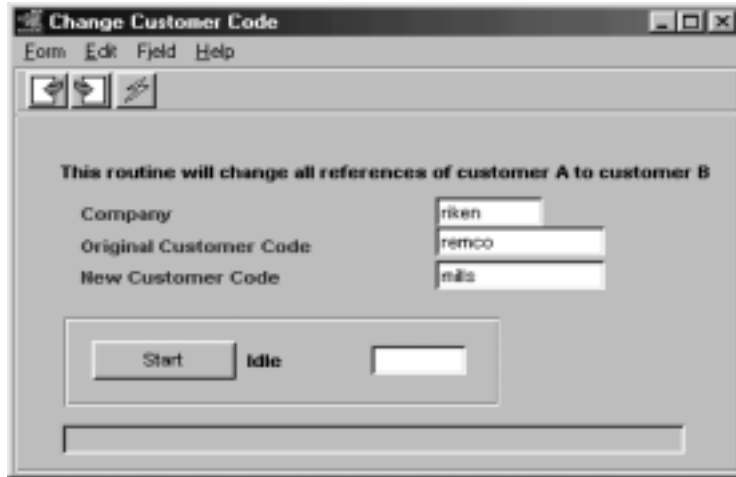 Change Customer Code
Form Edit Field Help
This routine will change all references of customer A to customer B
Company riken
Original Customer Code remco
New Customer Code mills
Start Idle